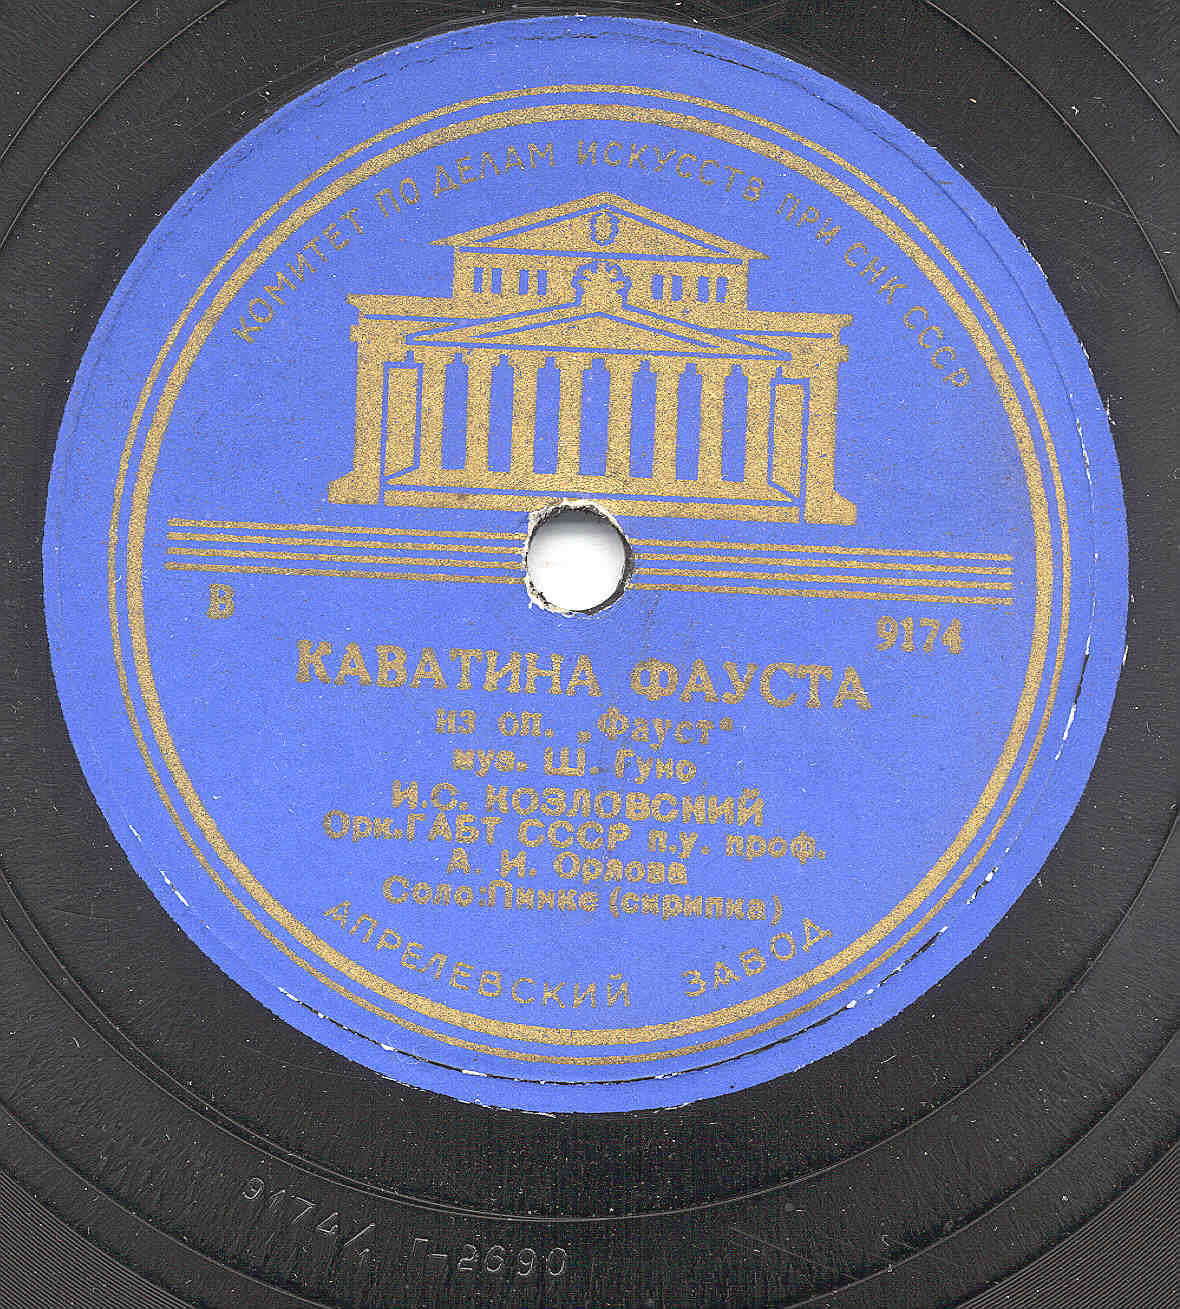 КОМИТЕТ ПО ДЕЛАМ ИСКУССТВ ПРИ СНК СССР
В 9174
КАВАТИНА ФАУСТА
из оп. „Фауст“
муз. Ш. Гуно
И.С. КОЗЛОВСКИЙ
Орк.ГАБТ СССР п.у. проф.
А. И. Орлова
Соло:Пинке (скрипка)
АПРЕЛЕВСКИЙ ЗАВОД
9174/1 Г-2690